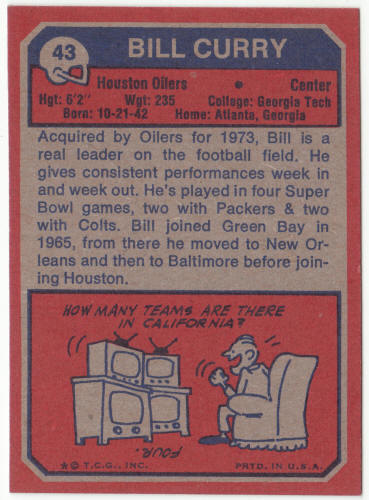 43 BILL CURRY
Houston Oilers • Center
Hgt: 6'2" Wgt: 235 College: Georgia Tech
Born: 10-21-42 Home: Atlanta, Georgia
Acquired by Oilers for 1973, Bill is a
real leader on the football field. He
gives consistent performances week in
and week out. He's played in four Super
Bowl games, two with Packers & two
with Colts. Bill joined Green Bay in
1965, from there he moved to New Or-
leans and then to Baltimore before join-
ing Houston.
HOW MANY TEAMS ARE THERE
IN CALIFORNIA?
FOUR.
* © T.C.G., INC. PRTD. IN U.S.A.